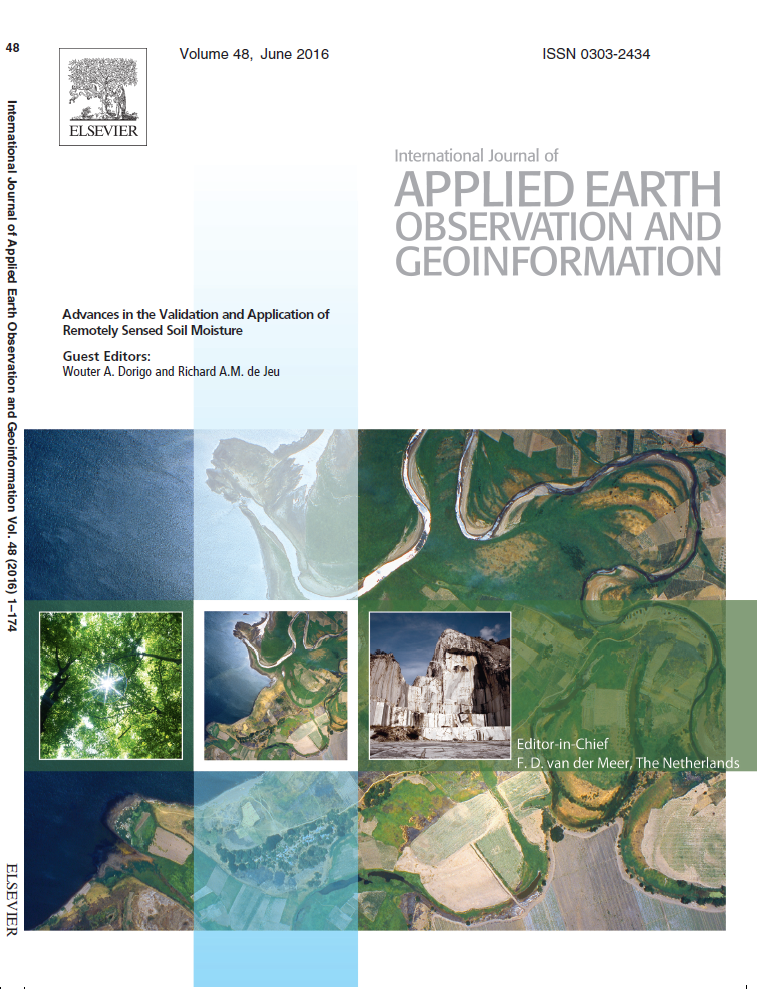 48
Volume 48, June 2016
ISSN 0303-2434
ELSEVIER
International Journal of
APPLIED EARTH
OBSERVATION AND
GEOINFORMATION
Advances in the Validation and Application of
Remotely Sensed Soil Moisture
Guest Editors:
Wouter A. Dorigo and Richard A.M. de Jeu
International Journal of Applied Earth Observation and Geoinformation Vol. 48 (2016) 1–174
Editor-in-Chief
F. D. van der Meer, The Netherlands
ELSEVIER